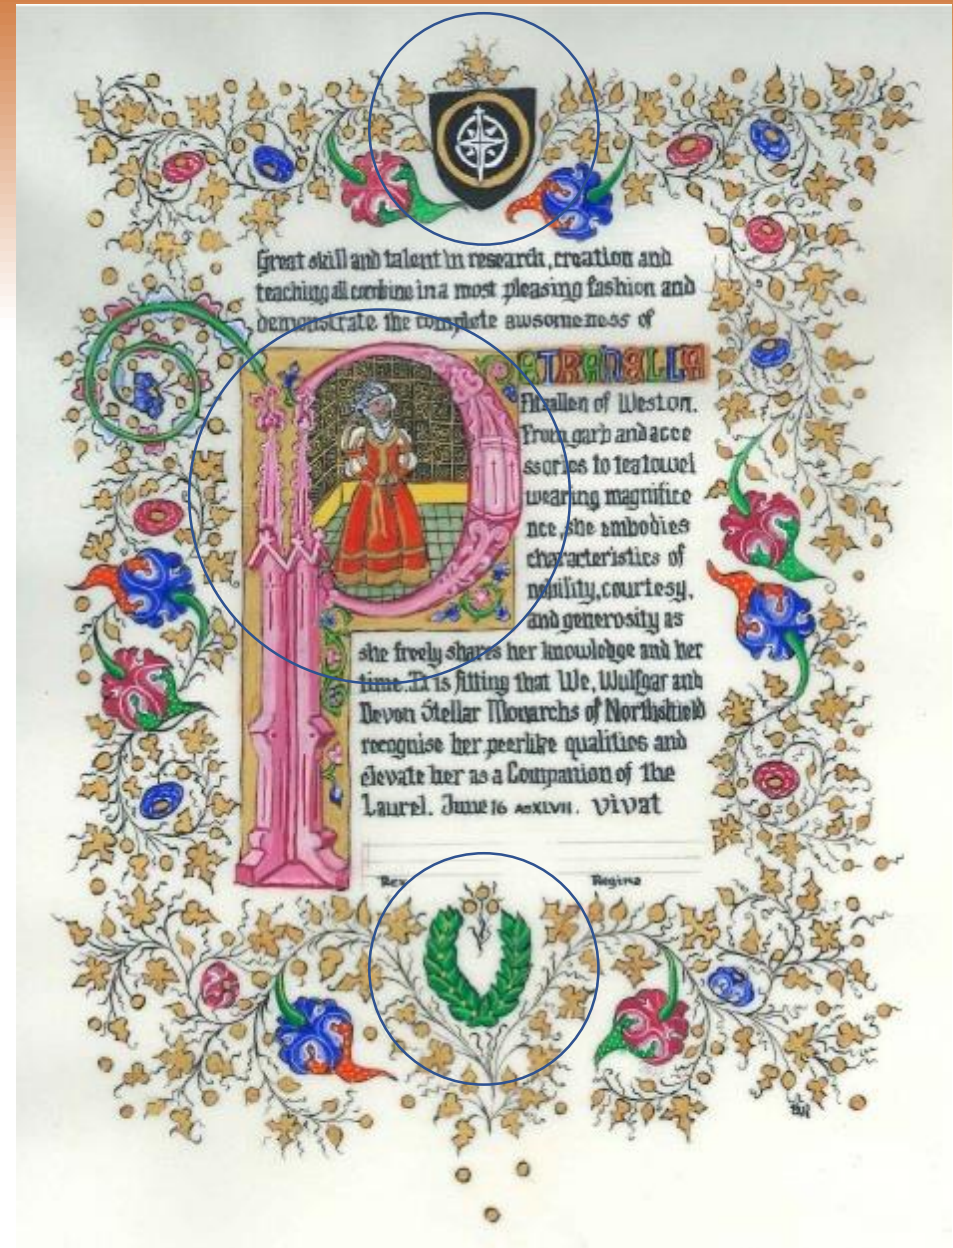 Great skill and talent in research, creation and
teaching all combine in a most pleasing fashion and
demonstrate the complete awsomeness of
PETRANELLA
Fitzallen of Weston.
From garb and acce
ssories to teatowel
wearing magnifice
nce, she embodies
characteristics of
nobility, courtesy,
and generosity as
she freely shares her knowledge and her
time. It is fitting that We, Wulfgar and
Devon Stellar Monarchs of Northshield
recognise her peerlike qualities and
elevate her as a Companion of the
Laurel. June 16 AoXLVII. vivat
Rex Regina